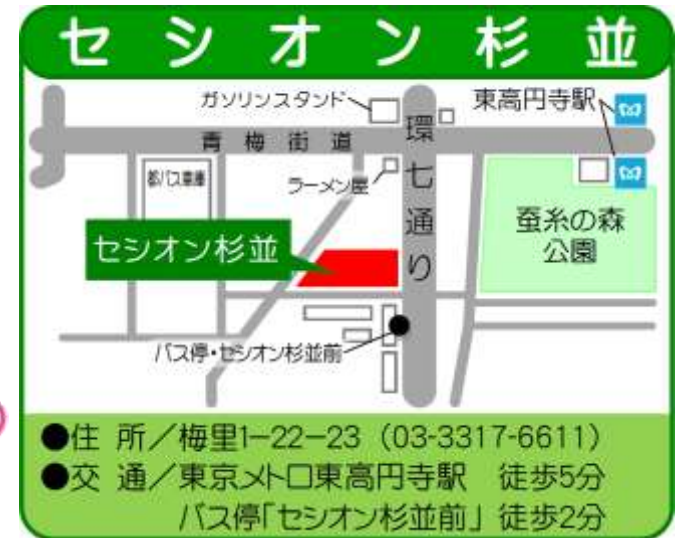 セシオン杉並
ガソリンスタンド
東高円寺駅
環七通り
青梅街道
都バス車庫
ラーメン屋
蚕糸の森
公園
セシオン杉並
バス停・セシオン杉並前
●住 所／梅里1−22−23 (03-3317-6611)
●交 通／東京メトロ東高円寺駅 徒歩5分
バス停「セシオン杉並前」徒歩2分